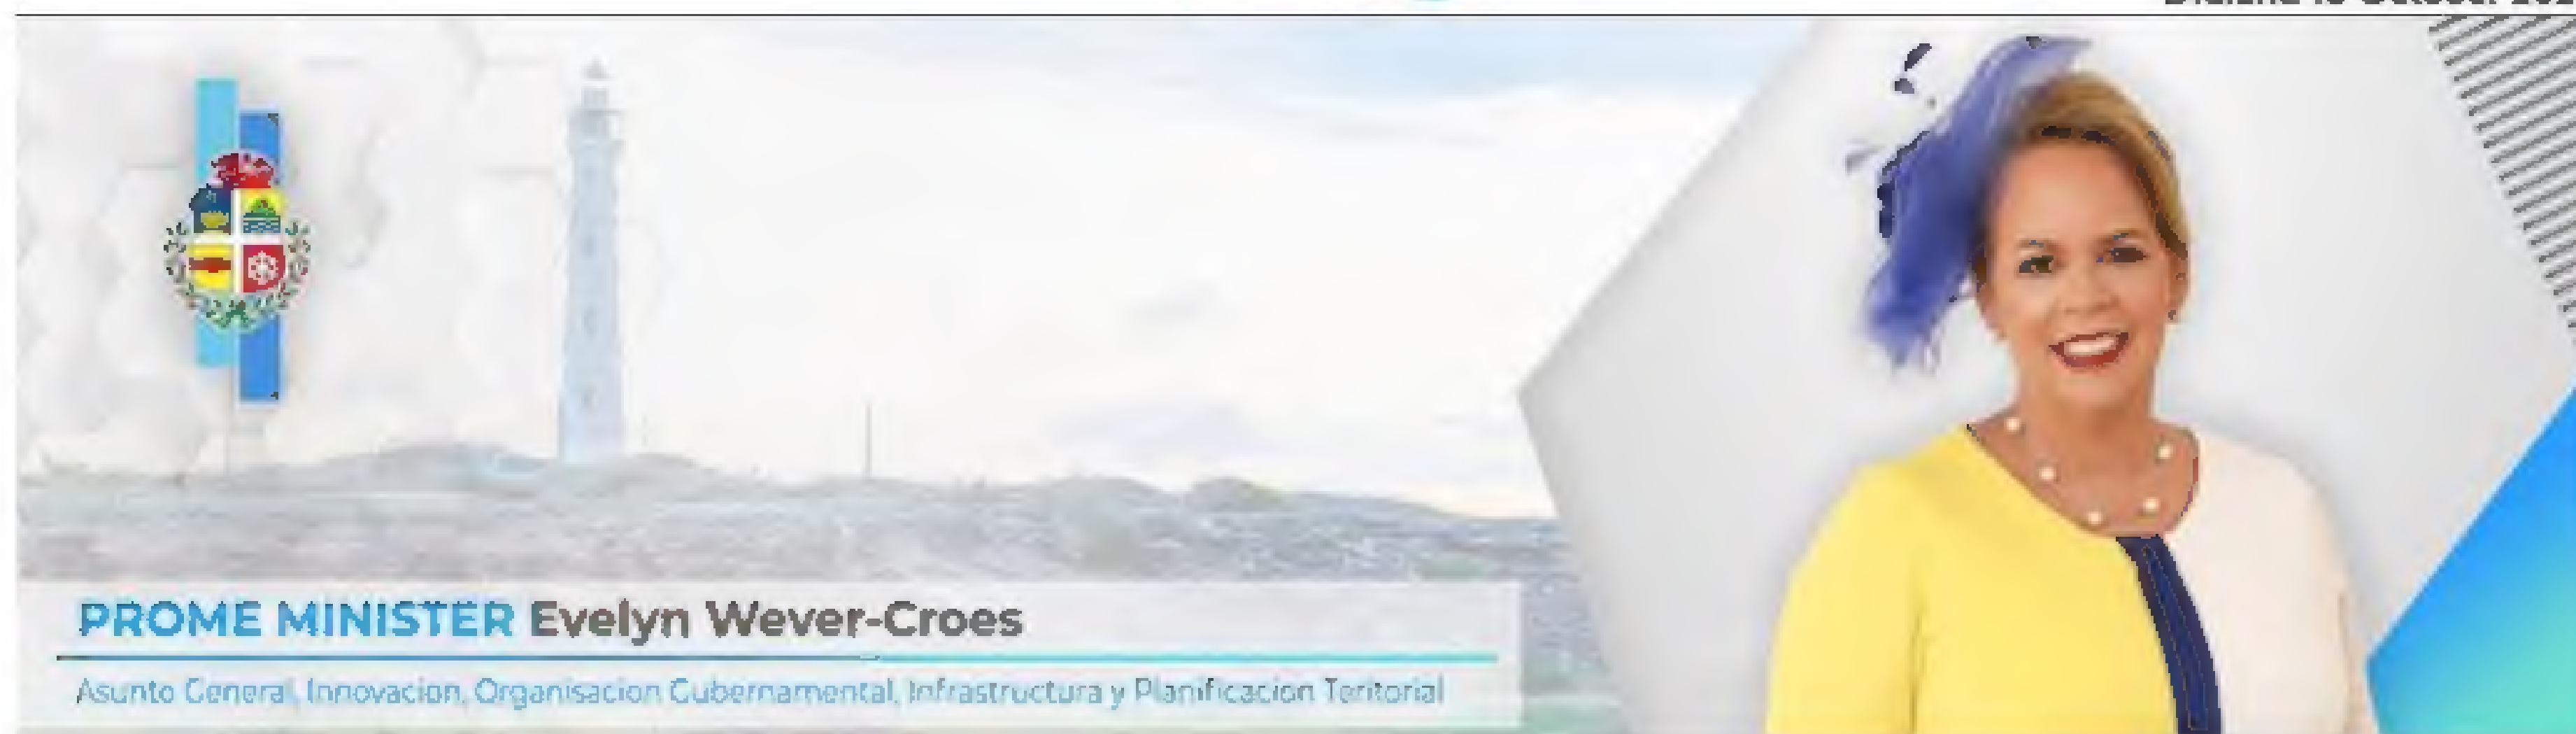 PROME MINISTER Evelyn Wever-Croes
Asunto General, Innovacion, Organisacion Gubernamental, Infrastructura y Planificacion Teritorial